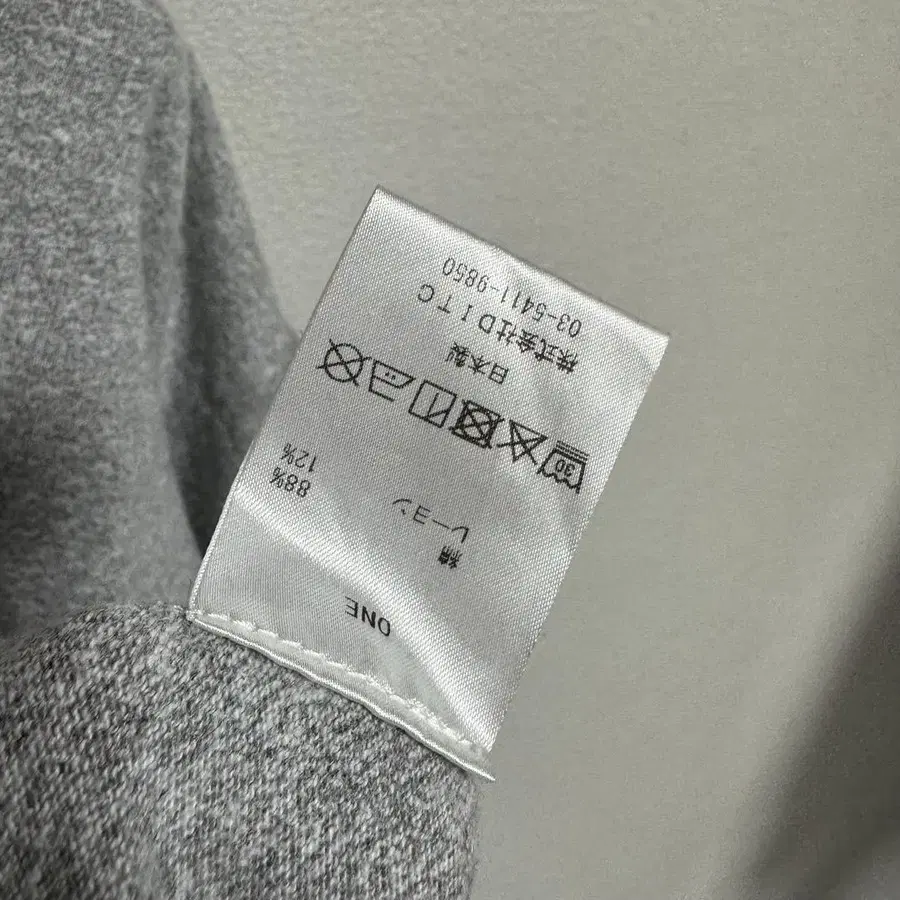 ONE
綿 88%
レーヨン 12%
30
日本製
株式会社DITC
03-5411-9850